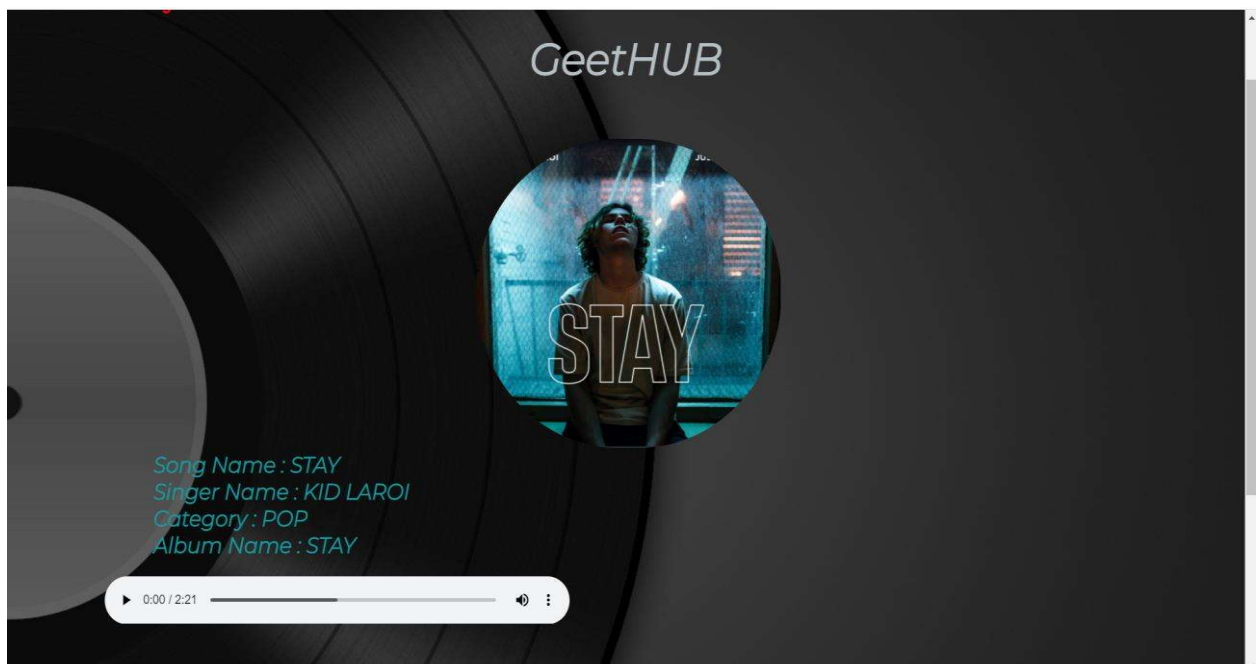 GeetHUB
STAY
Song Name : STAY
Singer Name : KID LAROI
Category : POP
Album Name : STAY
0:00 / 2:21